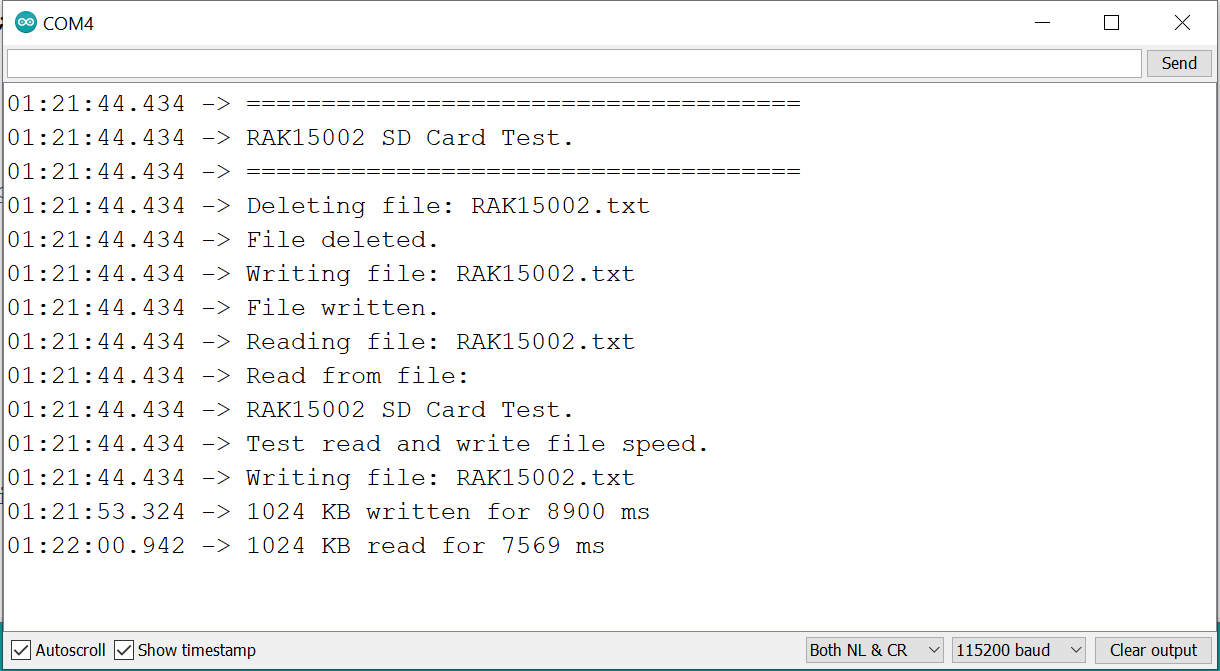 COM4
Send
01:21:44.434 -> =====================================
01:21:44.434 -> RAK15002 SD Card Test.
01:21:44.434 -> =====================================
01:21:44.434 -> Deleting file: RAK15002.txt
01:21:44.434 -> File deleted.
01:21:44.434 -> Writing file: RAK15002.txt
01:21:44.434 -> File written.
01:21:44.434 -> Reading file: RAK15002.txt
01:21:44.434 -> Read from file:
01:21:44.434 -> RAK15002 SD Card Test.
01:21:44.434 -> Test read and write file speed.
01:21:44.434 -> Writing file: RAK15002.txt
01:21:53.324 -> 1024 KB written for 8900 ms
01:22:00.942 -> 1024 KB read for 7569 ms
Autoscroll Show timestamp Both NL & CR 115200 baud Clear output